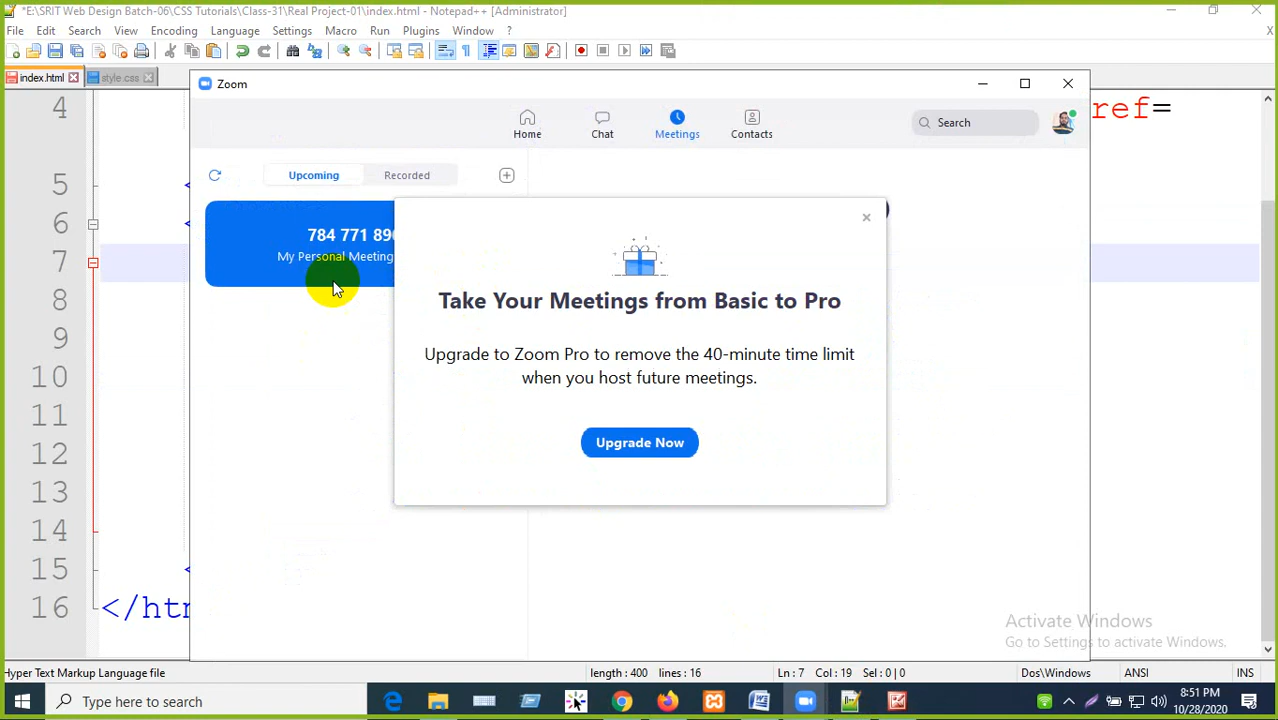 *E:\SRIT Web Design Batch-06\CSS Tutorials\Class-31\Real Project-01\index.html - Notepad++ [Administrator]
File Edit Search View Encoding Language Settings Macro Run Plugins Window ? X
index.html style.css
Zoom
4 ref=
Home Chat Meetings Contacts Search
Upcoming Recorded
5 <
6 <
784 771 890
My Personal Meeting
7
8
Take Your Meetings from Basic to Pro
9
Upgrade to Zoom Pro to remove the 40-minute time limit
when you host future meetings.
10
11
Upgrade Now
12
13
14
15 <
16 </htm
Activate Windows
Go to Settings to activate Windows.
Hyper Text Markup Language file length : 400 lines : 16 Ln : 7 Col : 19 Sel : 0 | 0 Dos\Windows ANSI INS
Type here to search
8:51 PM
10/28/2020